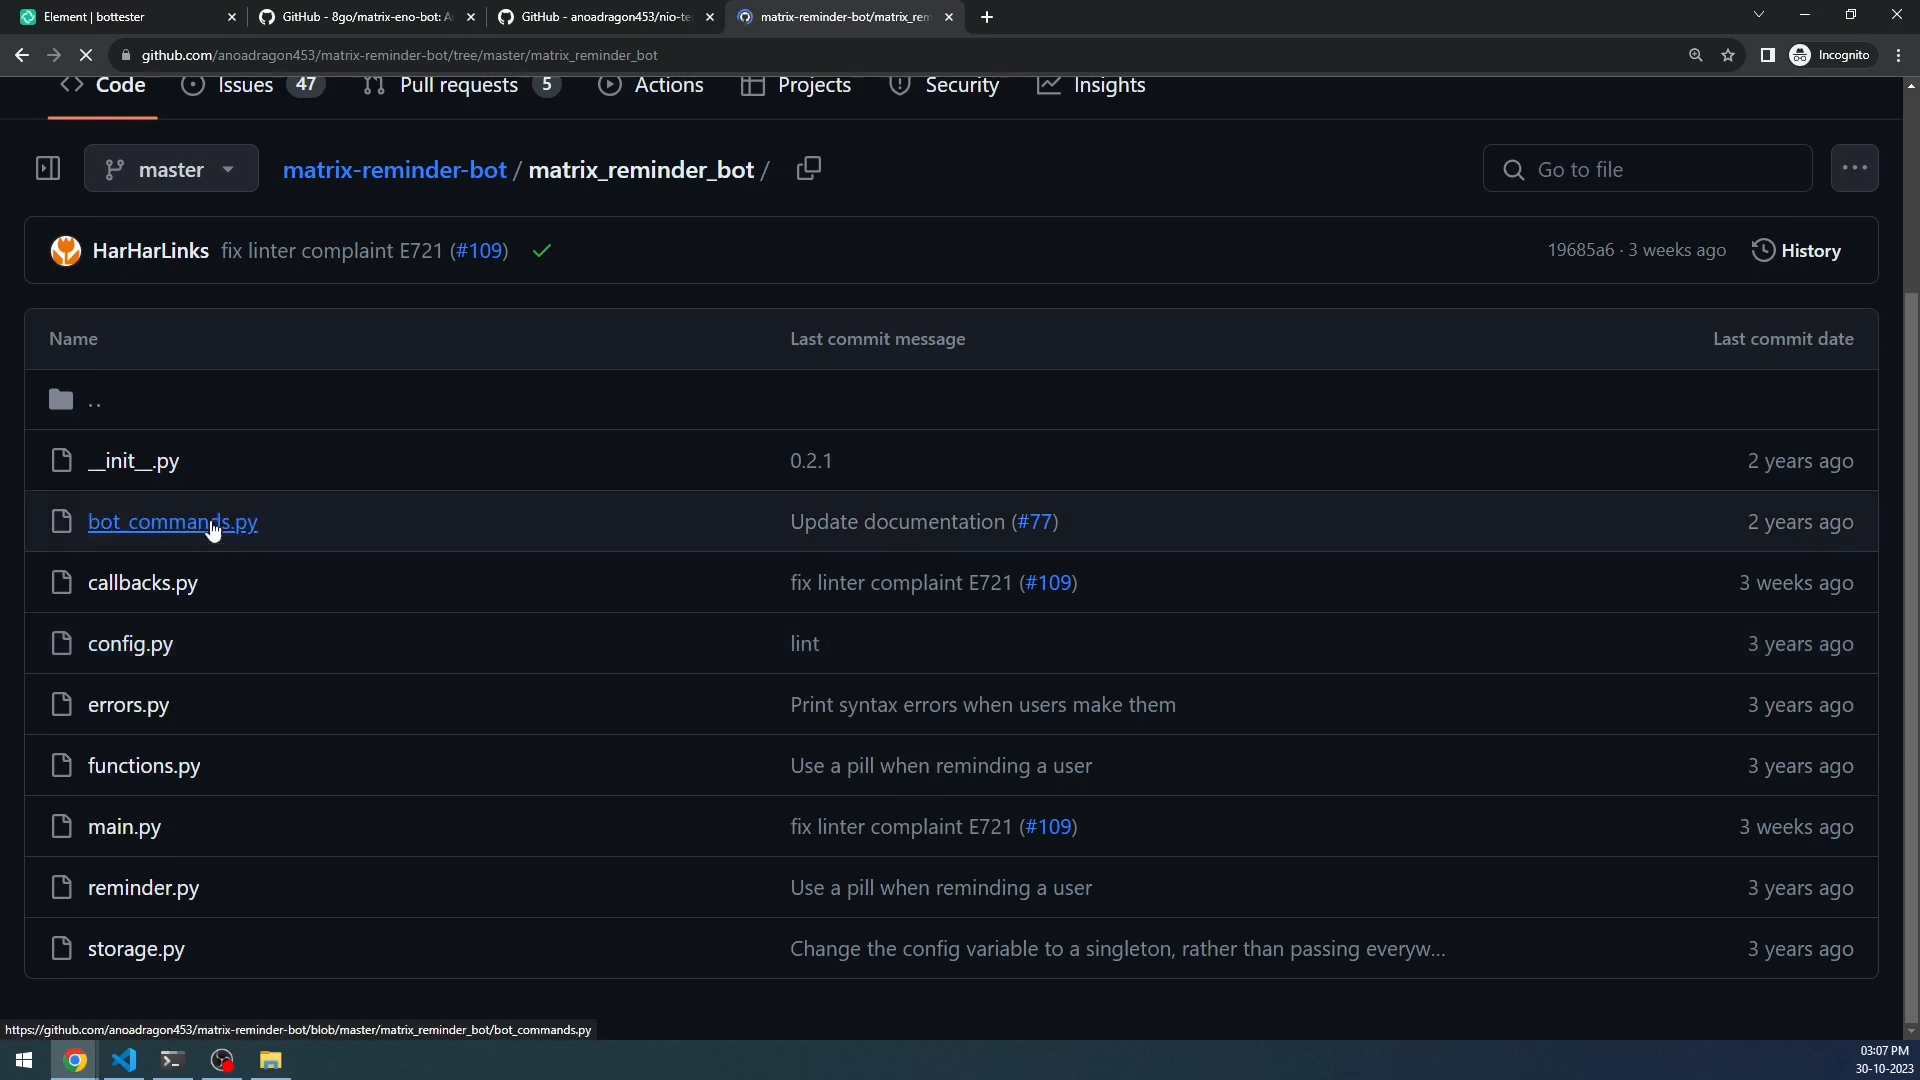 Element | bottester
GitHub - 8go/matrix-eno-bot: A
GitHub - anoadragon453/nio-te
matrix-reminder-bot/matrix_rem
github.com/anoadragon453/matrix-reminder-bot/tree/master/matrix_reminder_bot
Incognito
Code
Issues 47
Pull requests 5
Actions
Projects
Security
Insights
master
matrix-reminder-bot / matrix_reminder_bot /
Go to file
HarHarLinks fix linter complaint E721 (#109)
19685a6 · 3 weeks ago
History
Name Last commit message Last commit date
..
__init__.py 0.2.1 2 years ago
bot_commands.py Update documentation (#77) 2 years ago
callbacks.py fix linter complaint E721 (#109) 3 weeks ago
config.py lint 3 years ago
errors.py Print syntax errors when users make them 3 years ago
functions.py Use a pill when reminding a user 3 years ago
main.py fix linter complaint E721 (#109) 3 weeks ago
reminder.py Use a pill when reminding a user 3 years ago
storage.py Change the config variable to a singleton, rather than passing everyw... 3 years ago
https://github.com/anoadragon453/matrix-reminder-bot/blob/master/matrix_reminder_bot/bot_commands.py
03:07 PM
30-10-2023